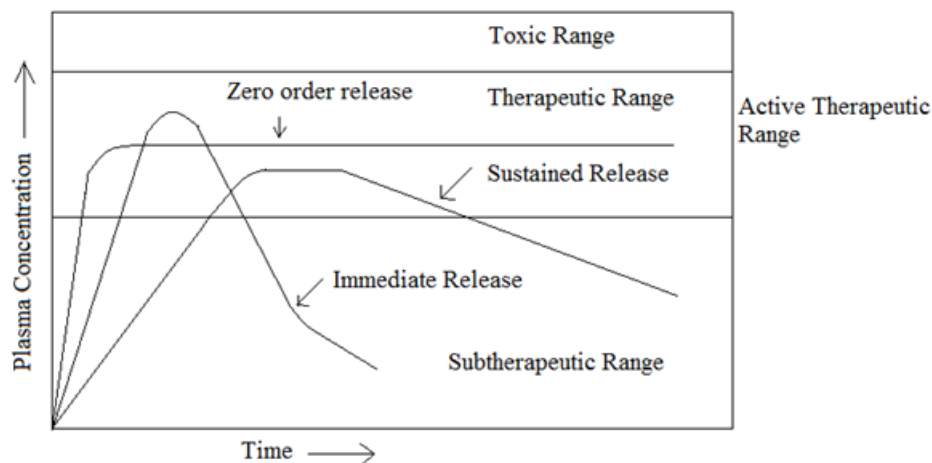 Toxic Range
Zero order release
Therapeutic Range
Active Therapeutic
Range
Sustained Release
Immediate Release
Subtherapeutic Range
Plasma Concentration
Time